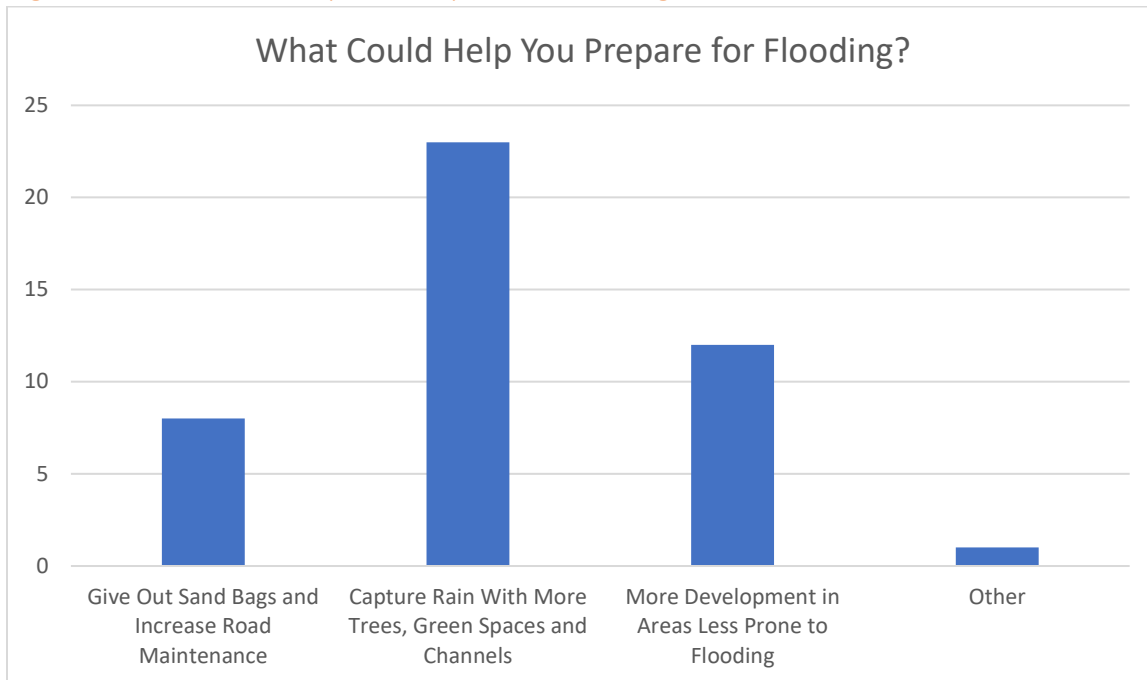 What Could Help You Prepare for Flooding?
25
20
15
10
5
0
Give Out Sand Bags and
Increase Road
Maintenance
Capture Rain With More
Trees, Green Spaces and
Channels
More Development in
Areas Less Prone to
Flooding
Other